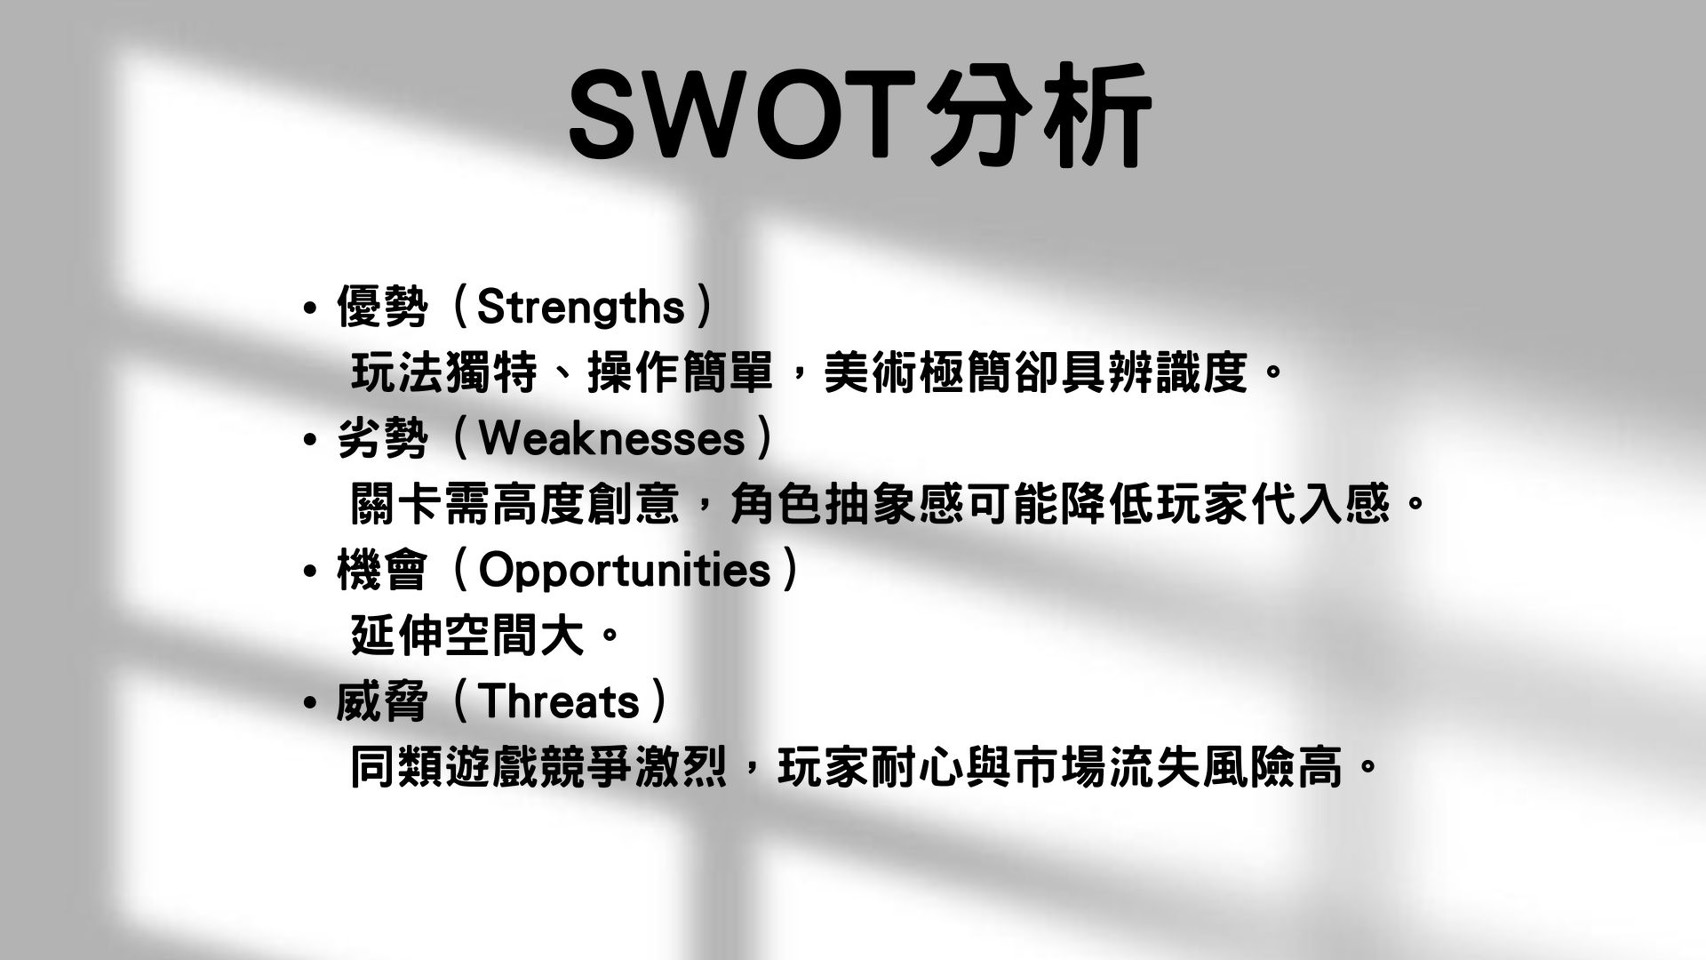 SWOT分析
• 優勢（Strengths）
玩法獨特、操作簡單，美術極簡卻具辨識度。
• 劣勢（Weaknesses）
關卡需高度創意，角色抽象感可能降低玩家代入感。
• 機會（Opportunities）
延伸空間大。
• 威脅（Threats）
同類遊戲競爭激烈，玩家耐心與市場流失風險高。